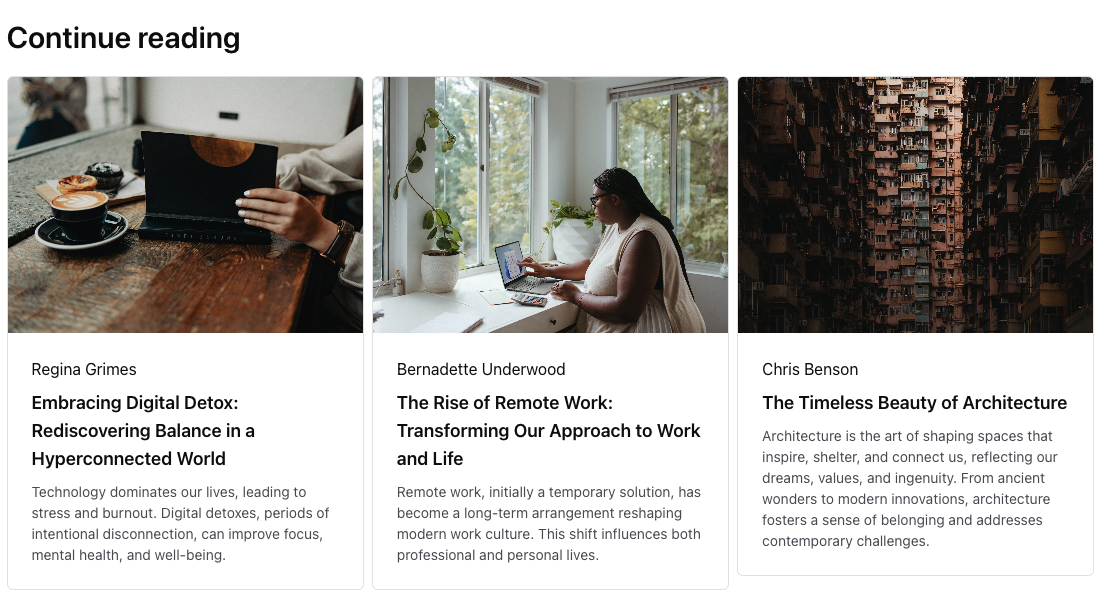 Continue reading
Regina Grimes
Embracing Digital Detox:
Rediscovering Balance in a
Hyperconnected World
Technology dominates our lives, leading to
stress and burnout. Digital detoxes, periods of
intentional disconnection, can improve focus,
mental health, and well-being.
Bernadette Underwood
The Rise of Remote Work:
Transforming Our Approach to Work
and Life
Remote work, initially a temporary solution, has
become a long-term arrangement reshaping
modern work culture. This shift influences both
professional and personal lives.
Chris Benson
The Timeless Beauty of Architecture
Architecture is the art of shaping spaces that
inspire, shelter, and connect us, reflecting our
dreams, values, and ingenuity. From ancient
wonders to modern innovations, architecture
fosters a sense of belonging and addresses
contemporary challenges.